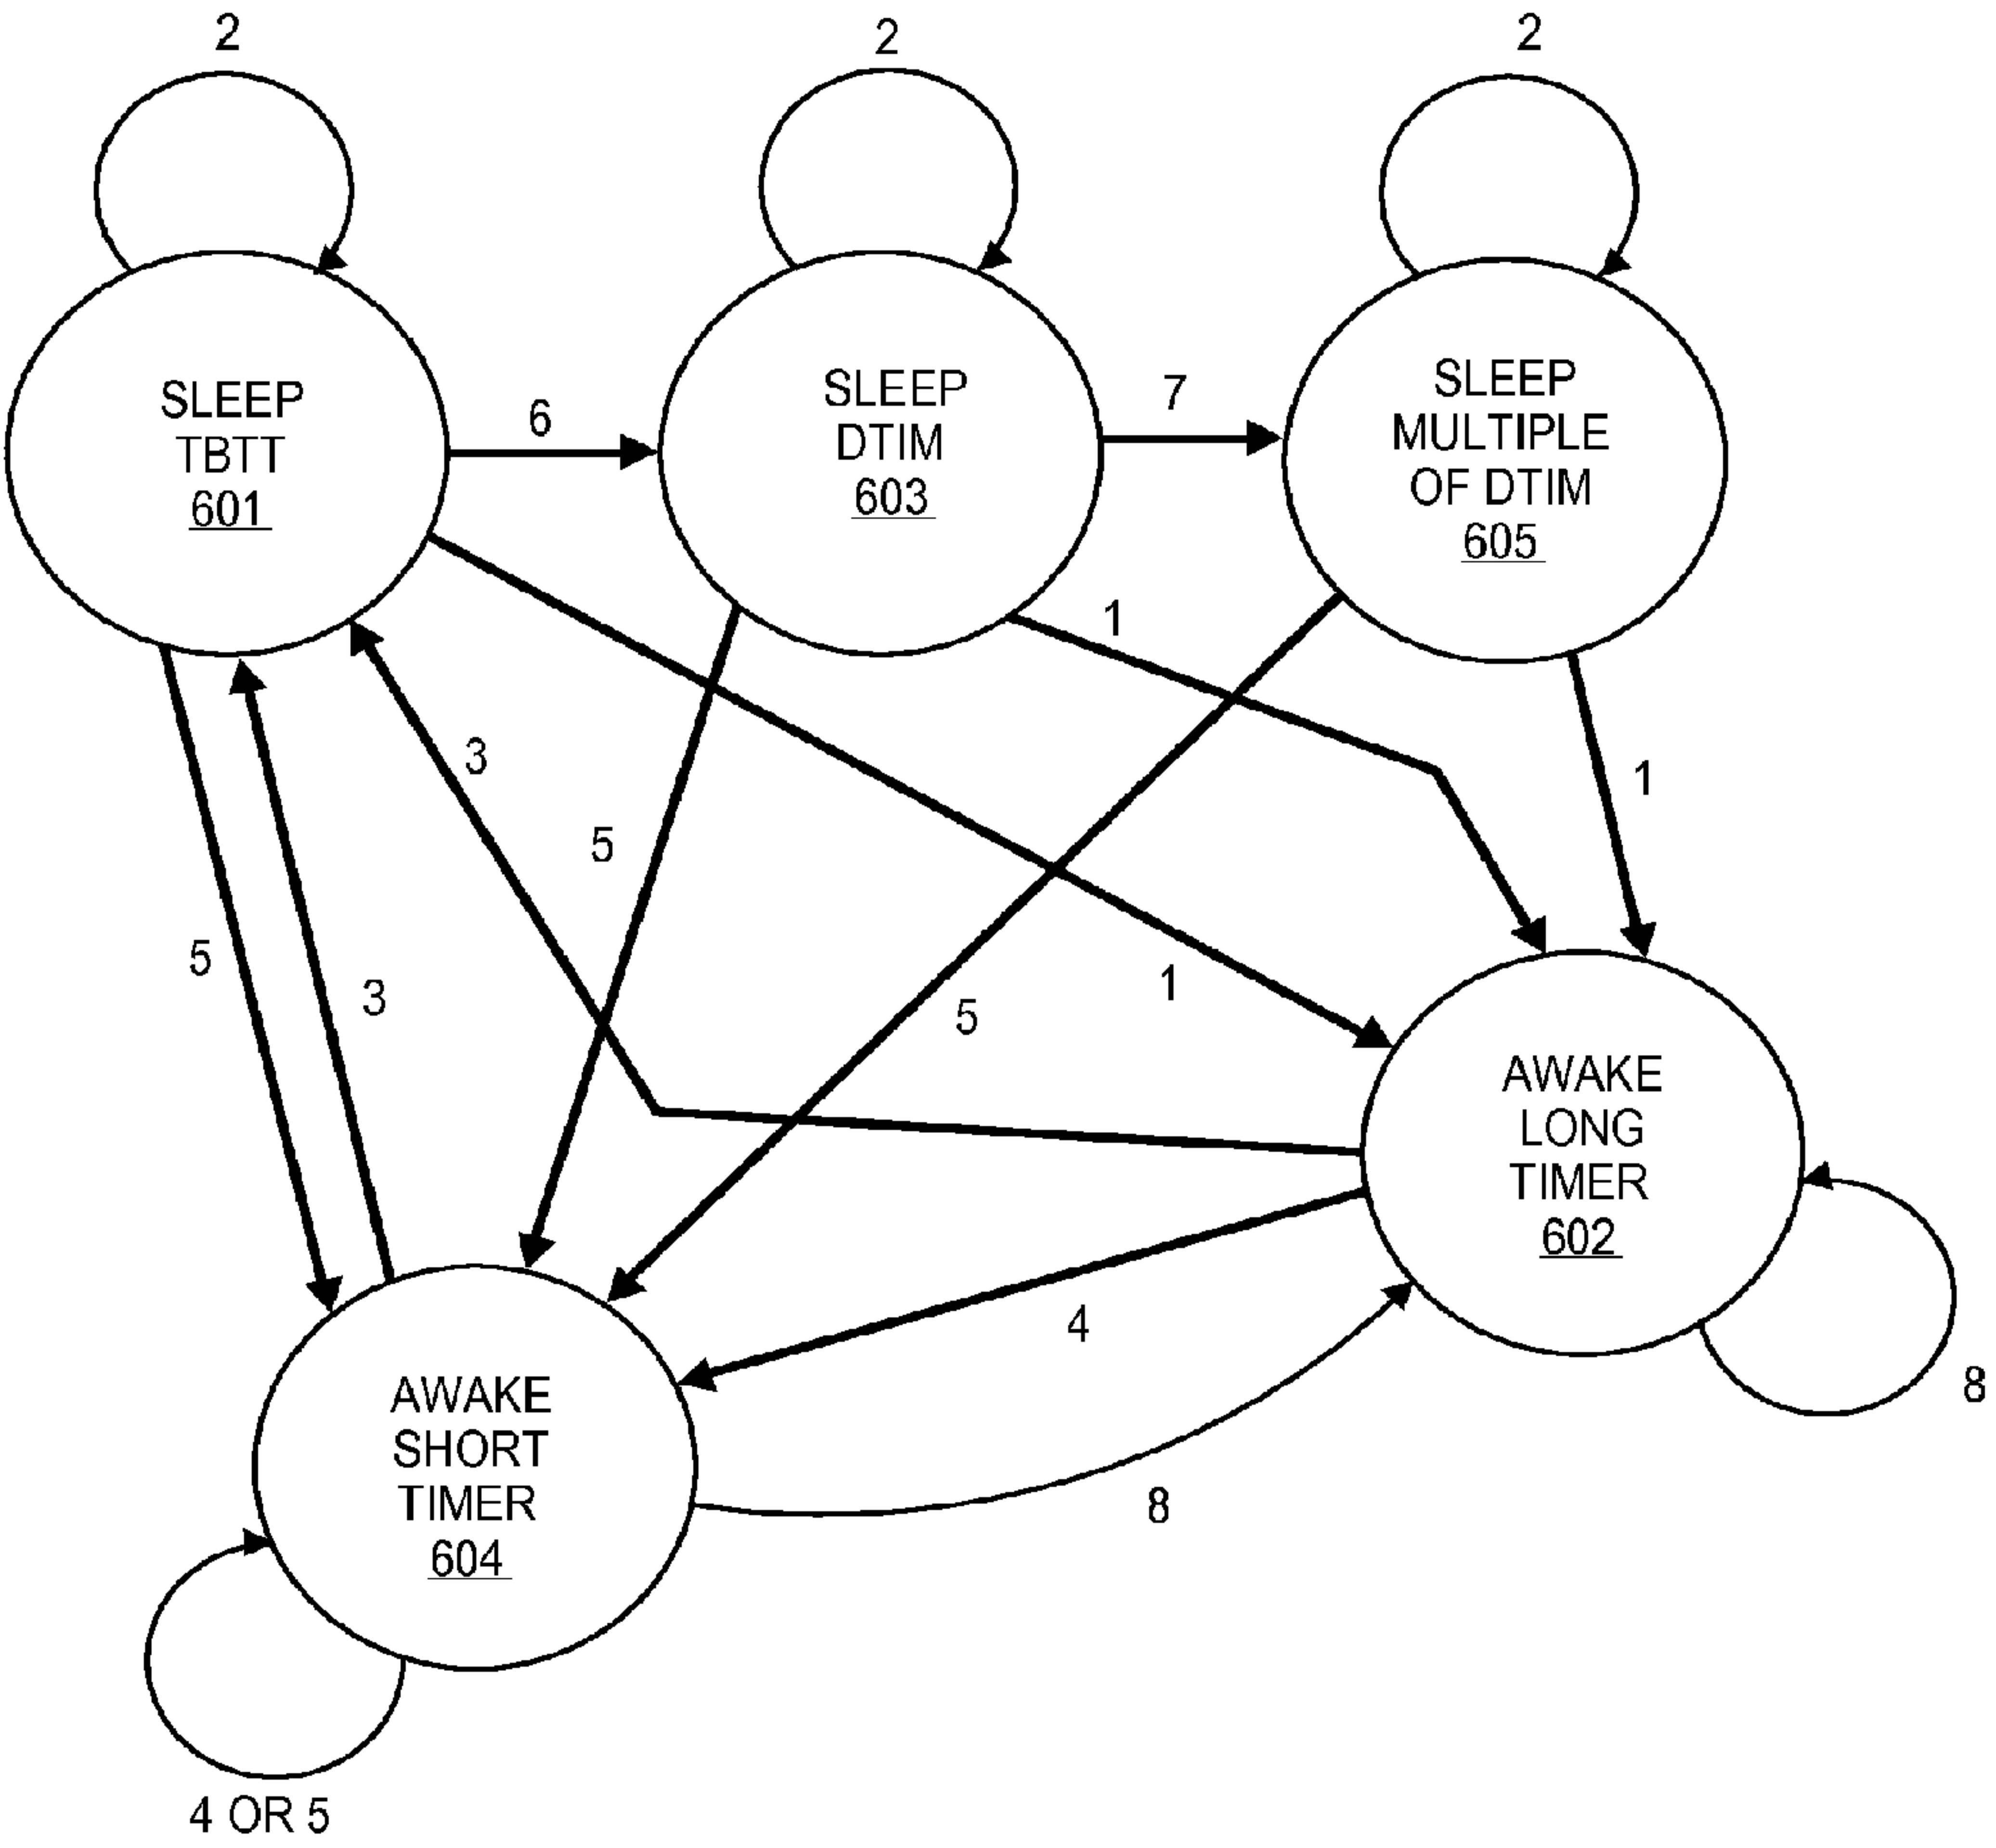 2
2
2
SLEEP
TBTT
601
6
SLEEP
DTIM
603
7
SLEEP
MULTIPLE
OF DTIM
605
1
3
1
5
5
3
5
1
AWAKE
LONG
TIMER
602
4
8
AWAKE
SHORT
TIMER
604
8
4 OR 5